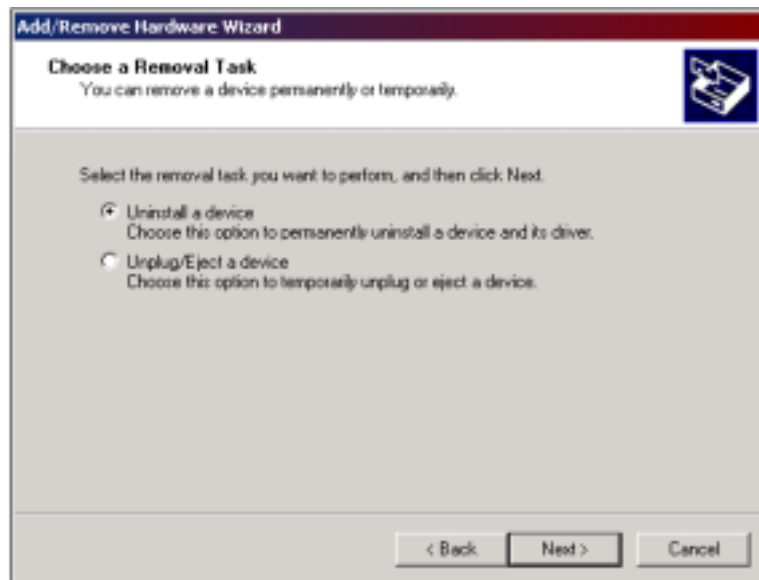 Add/Remove Hardware Wizard
Choose a Removal Task
You can remove a device permanently or temporarily.
Select the removal task you want to perform, and then click Next.
Uninstall a device
Choose this option to permanently uninstall a device and its driver.
Unplug/Eject a device
Choose this option to temporarily unplug or eject a device.
< Back Next > Cancel